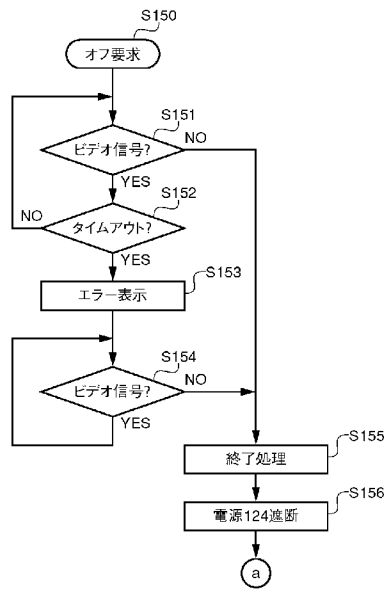 S150
オフ要求
S151
ビデオ信号?
NO
YES
S152
NO
タイムアウト?
YES
エラー表示
S153
S154
ビデオ信号?
NO
YES
S155
終了処理
S156
電源124遮断
a